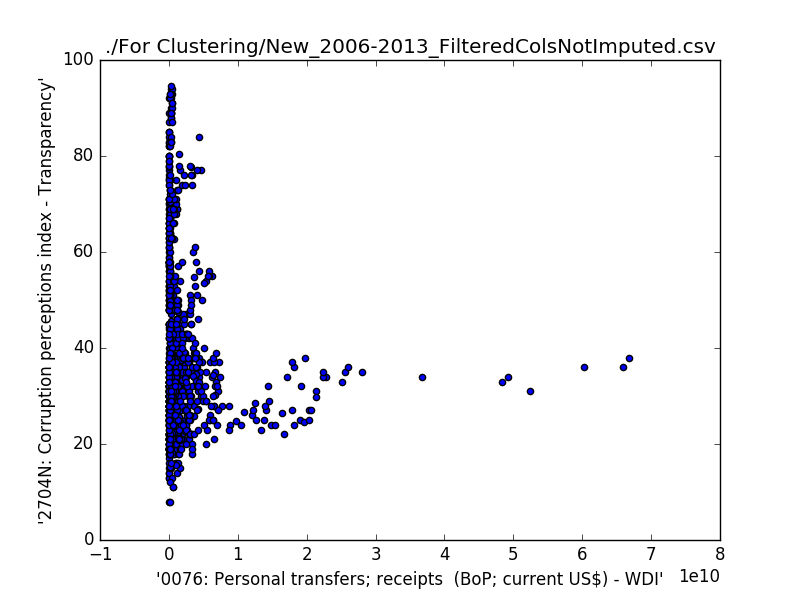 ./For Clustering/New_2006-2013_FilteredColsNotImputed.csv
'2704N: Corruption perceptions index - Transparency'
100
80
60
40
20
0
−1 0 1 2 3 4 5 6 7 8
1e10
'0076: Personal transfers; receipts  (BoP; current US$) - WDI'